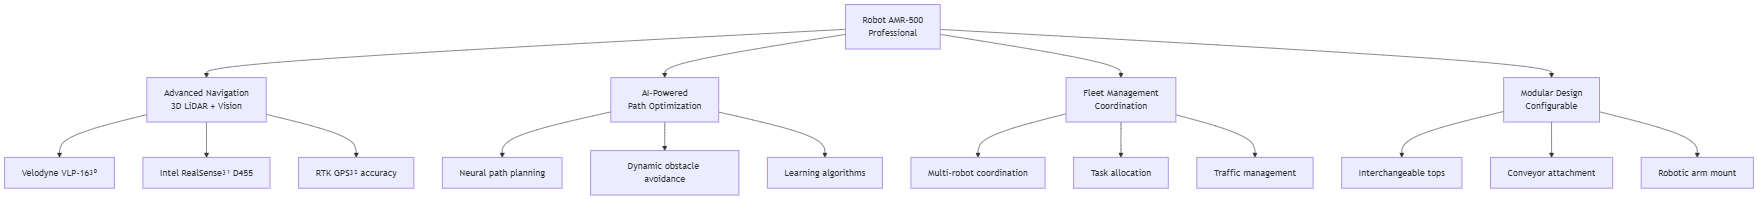 Robot AMR-500
Professional
Advanced Navigation
3D LiDAR + Vision
AI-Powered
Path Optimization
Fleet Management
Coordination
Modular Design
Configurable
Velodyne VLP-16³⁰
Intel RealSense³¹ D455
RTK GPS³² accuracy
Neural path planning
Dynamic obstacle
avoidance
Learning algorithms
Multi-robot coordination
Task allocation
Traffic management
Interchangeable tops
Conveyor attachment
Robotic arm mount